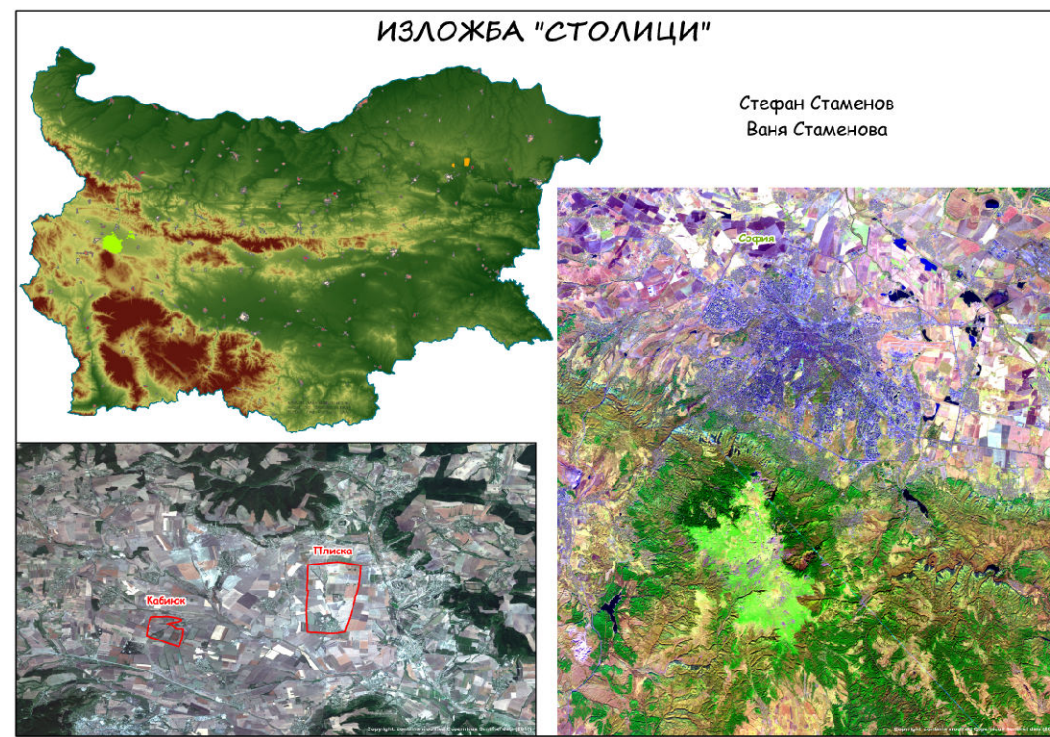 ИЗЛОЖБА "СТОЛИЦИ"
Стефан Стаменов
Ваня Стаменова
София
Плиска
Кабиюк